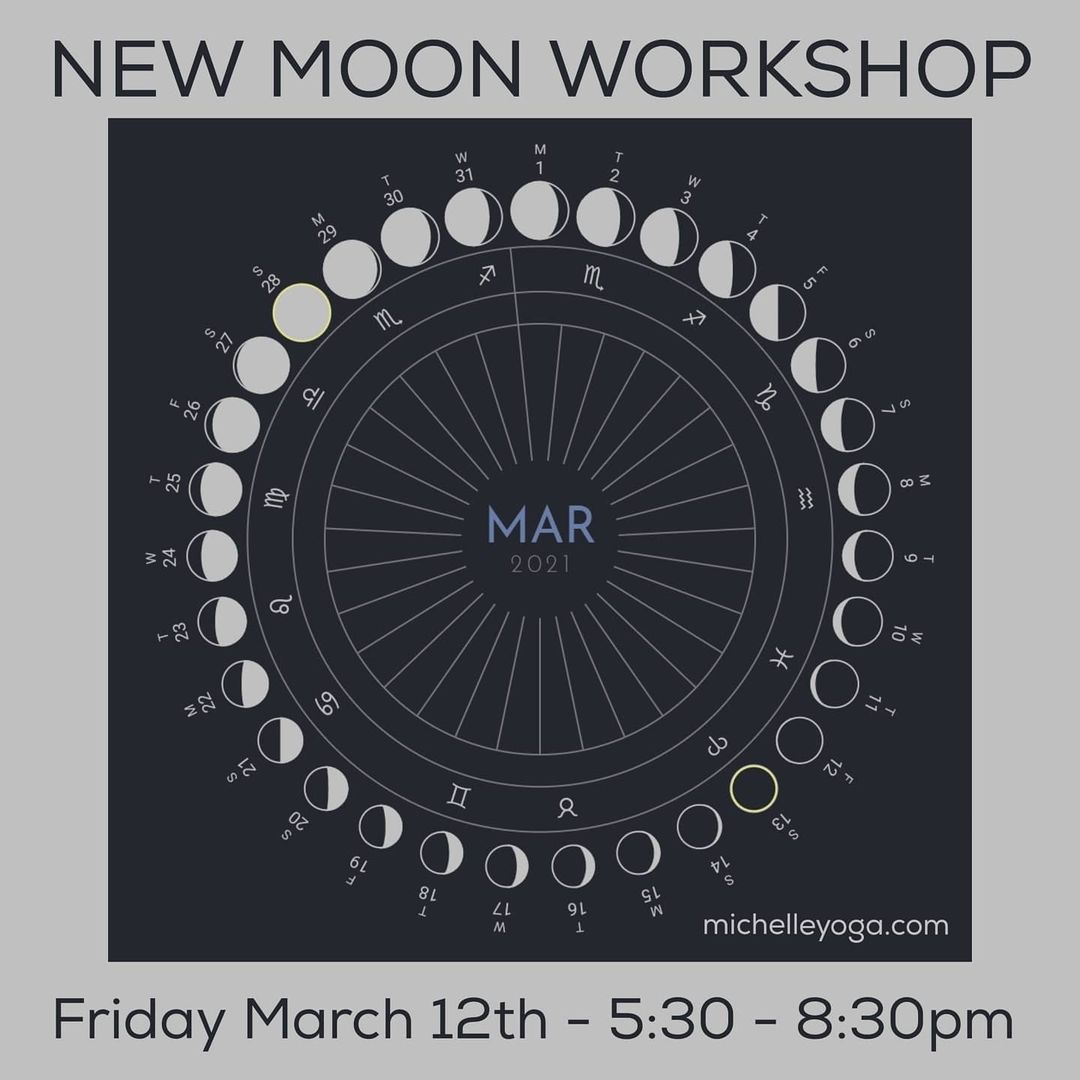 NEW MOON WORKSHOP
M
1
T
2
W
3
T
4
F
5
S
6
S
7
M
8
T
9
W
10
T
11
F
12
S
13
S
14
M
15
T
16
W
17
T
18
F
19
S
20
S
21
M
22
T
23
W
24
T
25
F
26
S
27
S
28
M
29
T
30
W
31
♏
♐
♑
♒
♓
♈
♉
♊
♋
♌
♍
♎
♏
♐
MAR
2021
michelleyoga.com
Friday March 12th - 5:30 - 8:30pm